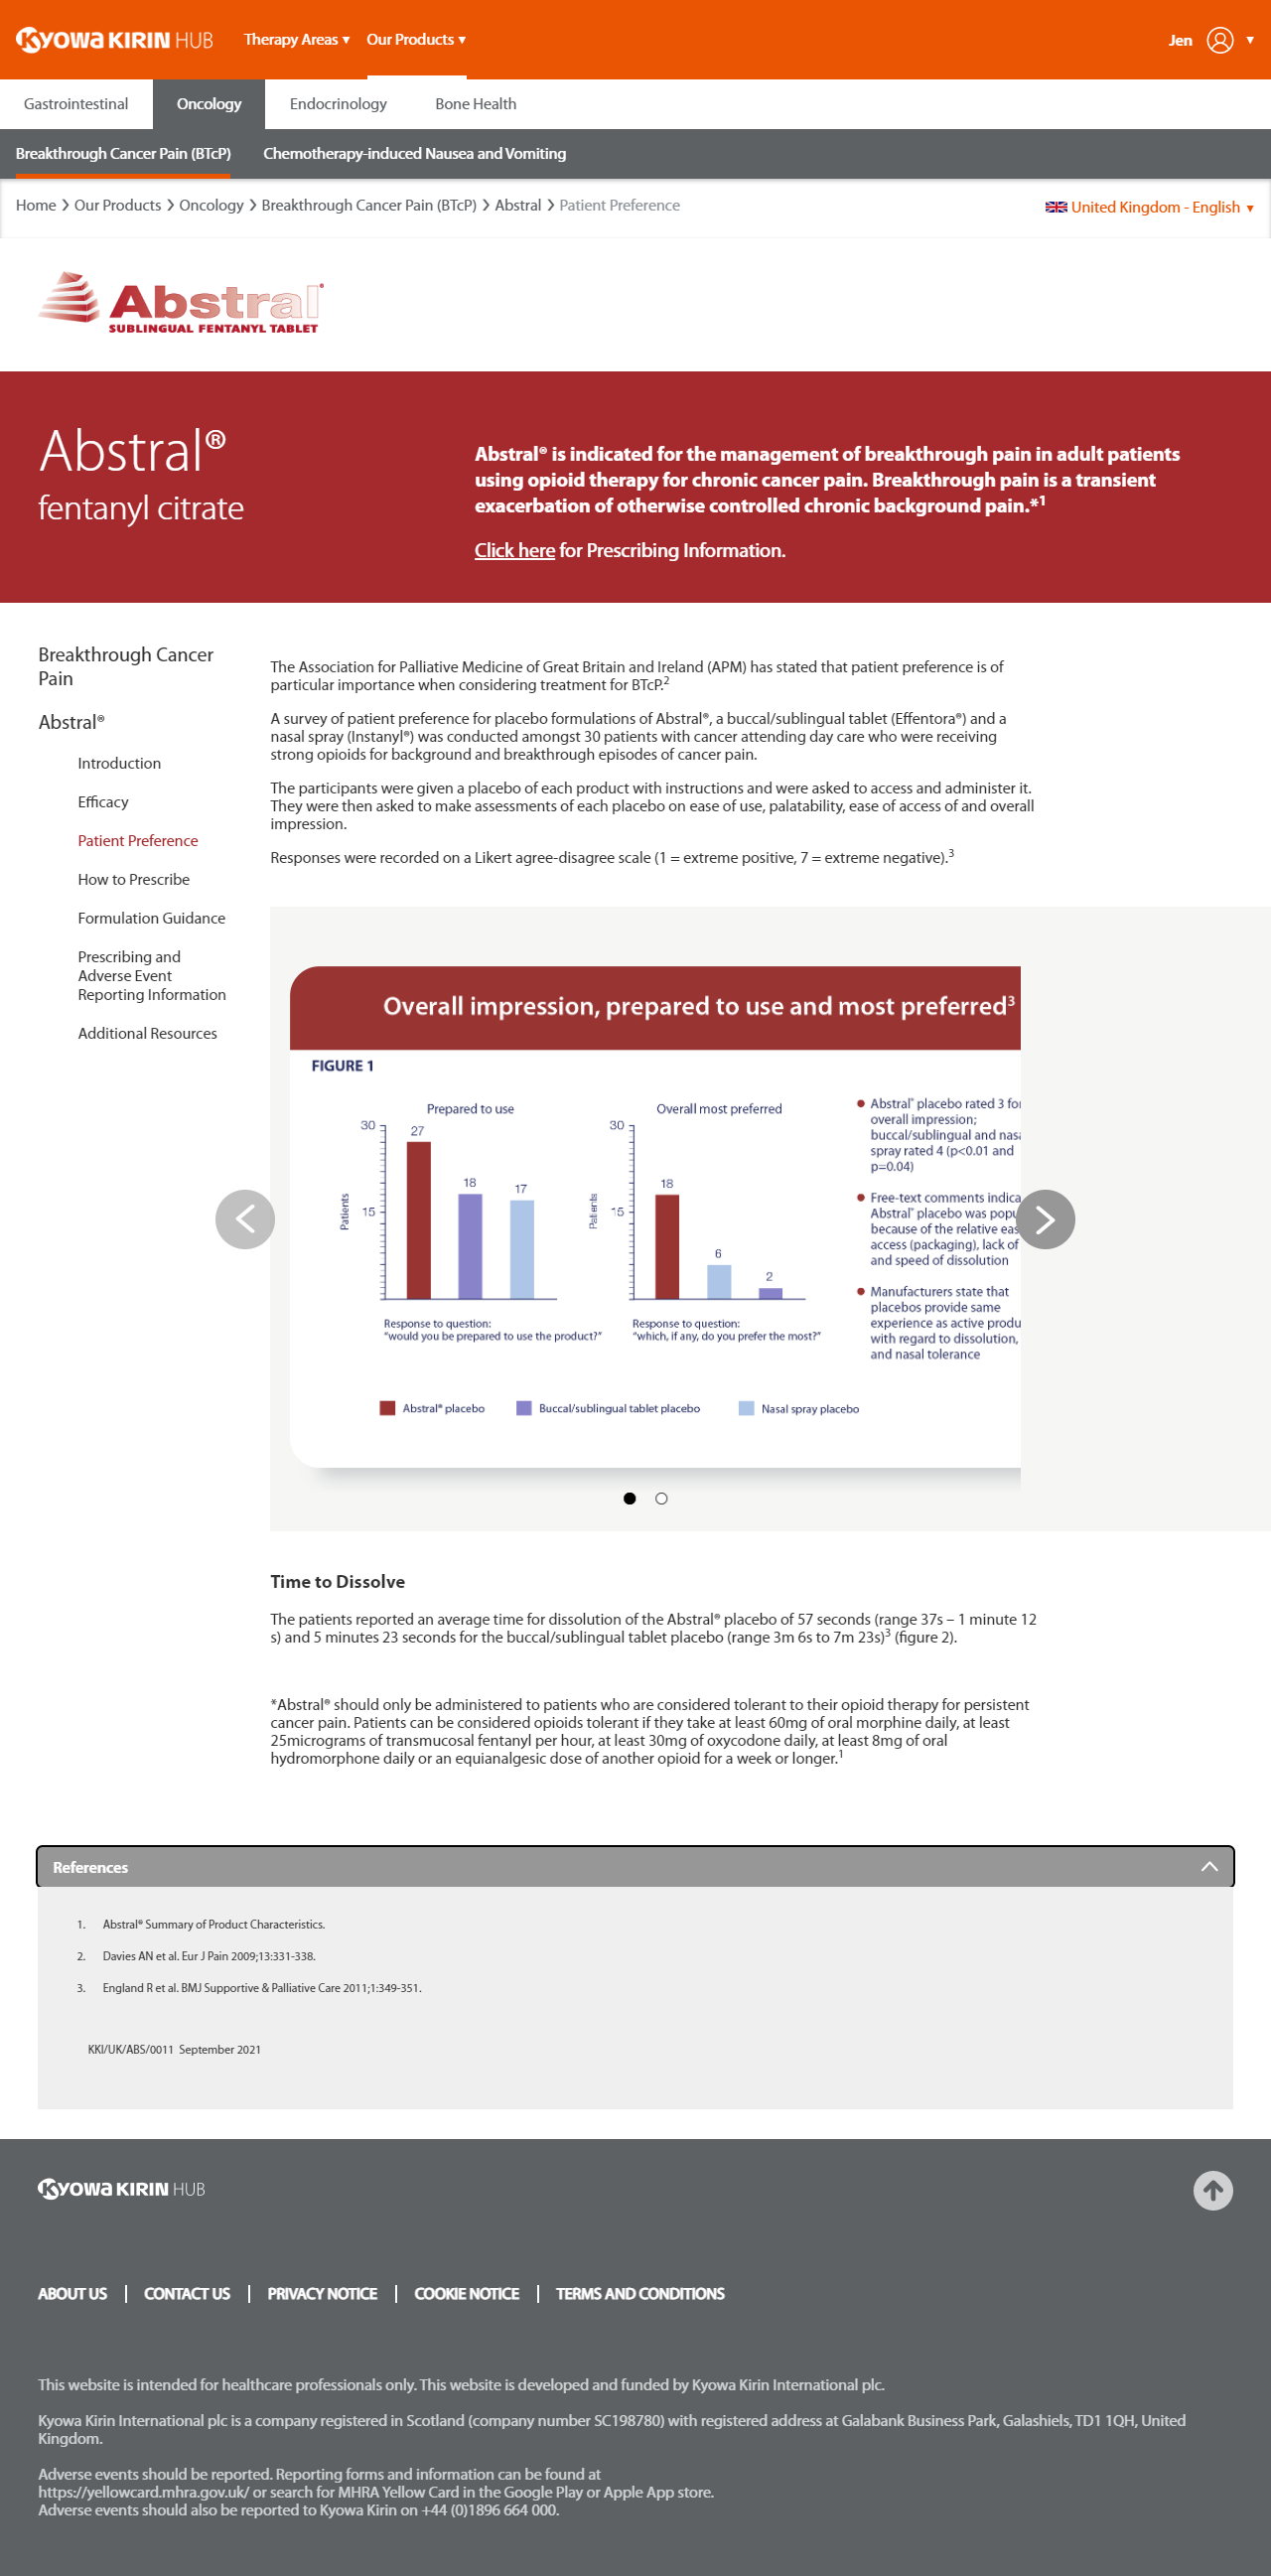 KYOWA KIRIN HUB
Therapy Areas ▼ Our Products ▼
Jen ▼
Gastrointestinal Oncology Endocrinology Bone Health
Breakthrough Cancer Pain (BTcP) Chemotherapy-induced Nausea and Vomiting
Home > Our Products > Oncology > Breakthrough Cancer Pain (BTcP) > Abstral > Patient Preference
United Kingdom - English ▼
Abstral
SUBLINGUAL FENTANYL TABLET
Abstral®
fentanyl citrate
Abstral® is indicated for the management of breakthrough pain in adult patients
using opioid therapy for chronic cancer pain. Breakthrough pain is a transient
exacerbation of otherwise controlled chronic background pain.*1
Click here for Prescribing Information.
Breakthrough Cancer
Pain
Abstral®
Introduction
Efficacy
Patient Preference
How to Prescribe
Formulation Guidance
Prescribing and
Adverse Event
Reporting Information
Additional Resources
The Association for Palliative Medicine of Great Britain and Ireland (APM) has stated that patient preference is of
particular importance when considering treatment for BTcP.2
A survey of patient preference for placebo formulations of Abstral®, a buccal/sublingual tablet (Effentora®) and a
nasal spray (Instanyl®) was conducted amongst 30 patients with cancer attending day care who were receiving
strong opioids for background and breakthrough episodes of cancer pain.
The participants were given a placebo of each product with instructions and were asked to access and administer it.
They were then asked to make assessments of each placebo on ease of use, palatability, ease of access of and overall
impression.
Responses were recorded on a Likert agree-disagree scale (1 = extreme positive, 7 = extreme negative).3
Overall impression, prepared to use and most preferred3
FIGURE 1
Prepared to use
30
27
18
17
15
Patients
Response to question:
“would you be prepared to use the product?”
Overall most preferred
30
18
15
6
2
Patients
Response to question:
“which, if any, do you prefer the most?”
Abstral® placebo rated 3 for
overall impression;
buccal/sublingual and nasa
spray rated 4 (p<0.01 and
p=0.04)
Free-text comments indica
Abstral® placebo was popu
because of the relative eas
access (packaging), lack of
and speed of dissolution
Manufacturers state that
placebos provide same
experience as active produ
with regard to dissolution,
and nasal tolerance
Abstral® placebo Buccal/sublingual tablet placebo Nasal spray placebo
Time to Dissolve
The patients reported an average time for dissolution of the Abstral® placebo of 57 seconds (range 37s – 1 minute 12
s) and 5 minutes 23 seconds for the buccal/sublingual tablet placebo (range 3m 6s to 7m 23s)3 (figure 2).
*Abstral® should only be administered to patients who are considered tolerant to their opioid therapy for persistent
cancer pain. Patients can be considered opioids tolerant if they take at least 60mg of oral morphine daily, at least
25micrograms of transmucosal fentanyl per hour, at least 30mg of oxycodone daily, at least 8mg of oral
hydromorphone daily or an equianalgesic dose of another opioid for a week or longer.1
References
1. Abstral® Summary of Product Characteristics.
2. Davies AN et al. Eur J Pain 2009;13:331-338.
3. England R et al. BMJ Supportive & Palliative Care 2011;1:349-351.
KKI/UK/ABS/0011 September 2021
KYOWA KIRIN HUB
ABOUT US | CONTACT US | PRIVACY NOTICE | COOKIE NOTICE | TERMS AND CONDITIONS
This website is intended for healthcare professionals only. This website is developed and funded by Kyowa Kirin International plc.
Kyowa Kirin International plc is a company registered in Scotland (company number SC198780) with registered address at Galabank Business Park, Galashiels, TD1 1QH, United
Kingdom.
Adverse events should be reported. Reporting forms and information can be found at
https://yellowcard.mhra.gov.uk/ or search for MHRA Yellow Card in the Google Play or Apple App store.
Adverse events should also be reported to Kyowa Kirin on +44 (0)1896 664 000.